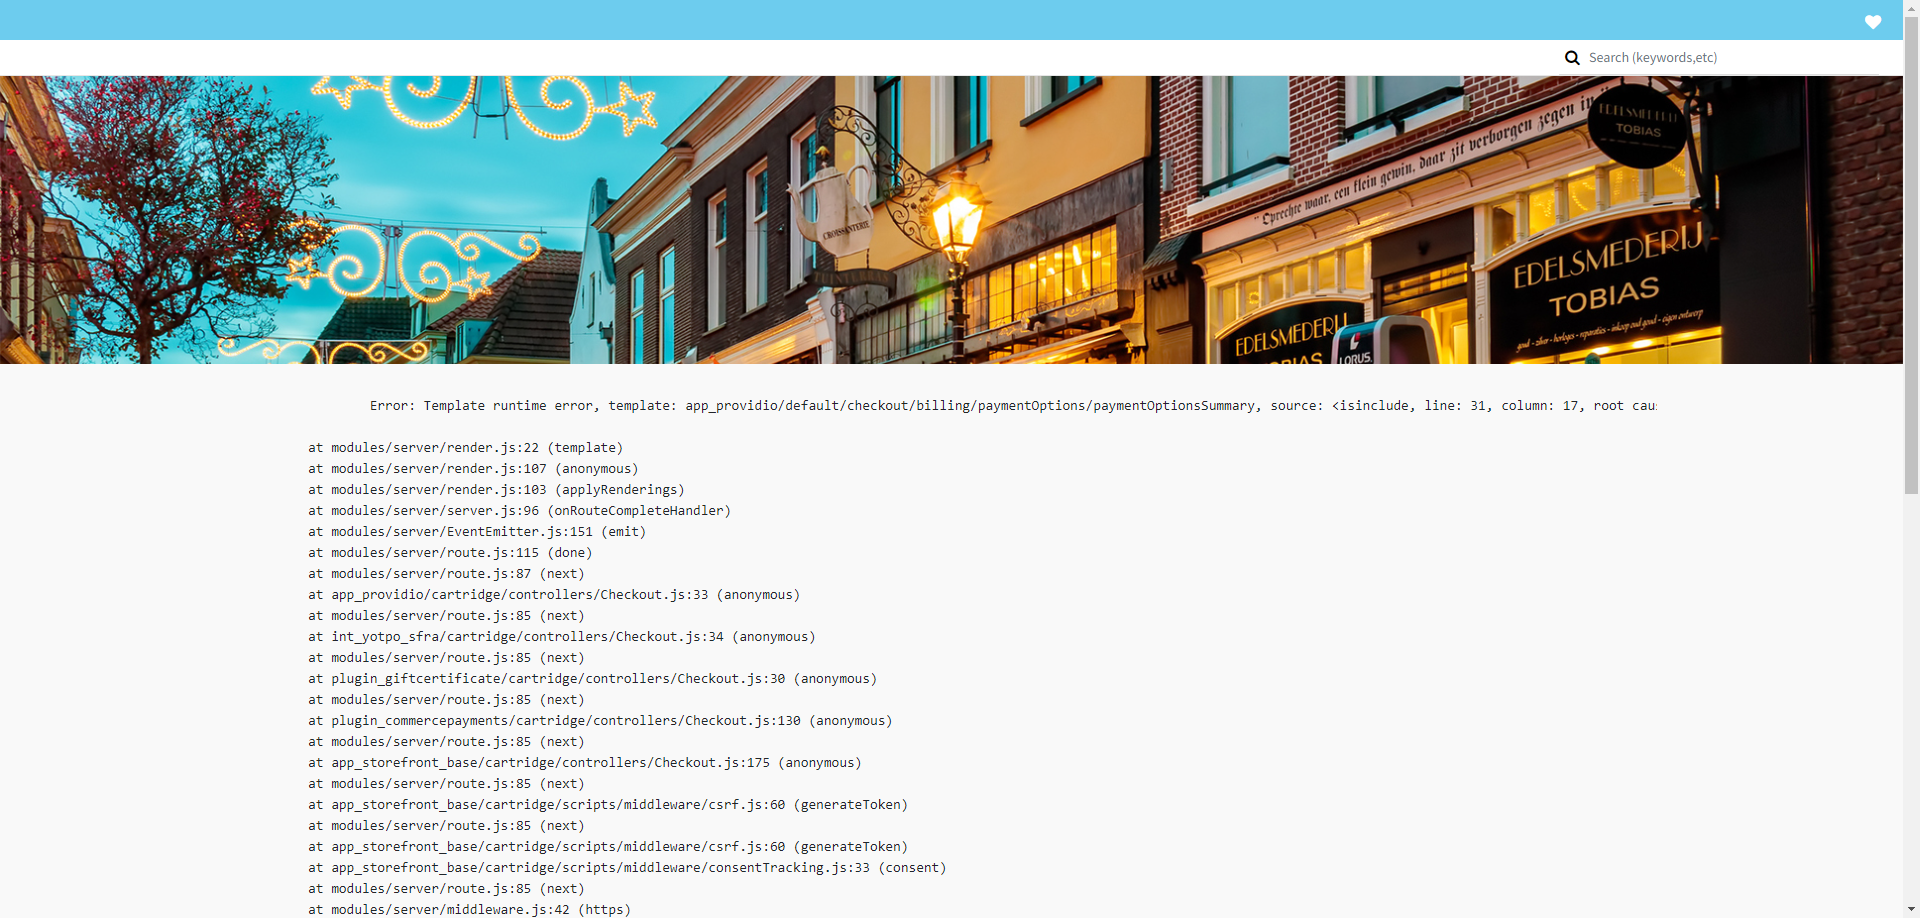 Search (keywords,etc)
EDELSMEDERIJ
TOBIAS
"Oprechte waar, een klein gewin, daar zit verborgen zegen in"
CROISSANTERIE
EDELSMEDERIJ
TOBIAS
goud - zilver - horloges - reparaties - inkoop oud goud - eigen ontwerp
EDELSMEDERIJ
TOBIAS
LORUS
Error: Template runtime error, template: app_providio/default/checkout/billing/paymentOptions/paymentOptionsSummary, source: <isinclude, line: 31, column: 17, root cau
at modules/server/render.js:22 (template)
at modules/server/render.js:107 (anonymous)
at modules/server/render.js:103 (applyRenderings)
at modules/server/server.js:96 (onRouteCompleteHandler)
at modules/server/EventEmitter.js:151 (emit)
at modules/server/route.js:115 (done)
at modules/server/route.js:87 (next)
at app_providio/cartridge/controllers/Checkout.js:33 (anonymous)
at modules/server/route.js:85 (next)
at int_yotpo_sfra/cartridge/controllers/Checkout.js:34 (anonymous)
at modules/server/route.js:85 (next)
at plugin_giftcertificate/cartridge/controllers/Checkout.js:30 (anonymous)
at modules/server/route.js:85 (next)
at plugin_commercepayments/cartridge/controllers/Checkout.js:130 (anonymous)
at modules/server/route.js:85 (next)
at app_storefront_base/cartridge/controllers/Checkout.js:175 (anonymous)
at modules/server/route.js:85 (next)
at app_storefront_base/cartridge/scripts/middleware/csrf.js:60 (generateToken)
at modules/server/route.js:85 (next)
at app_storefront_base/cartridge/scripts/middleware/csrf.js:60 (generateToken)
at app_storefront_base/cartridge/scripts/middleware/consentTracking.js:33 (consent)
at modules/server/route.js:85 (next)
at modules/server/middleware.js:42 (https)